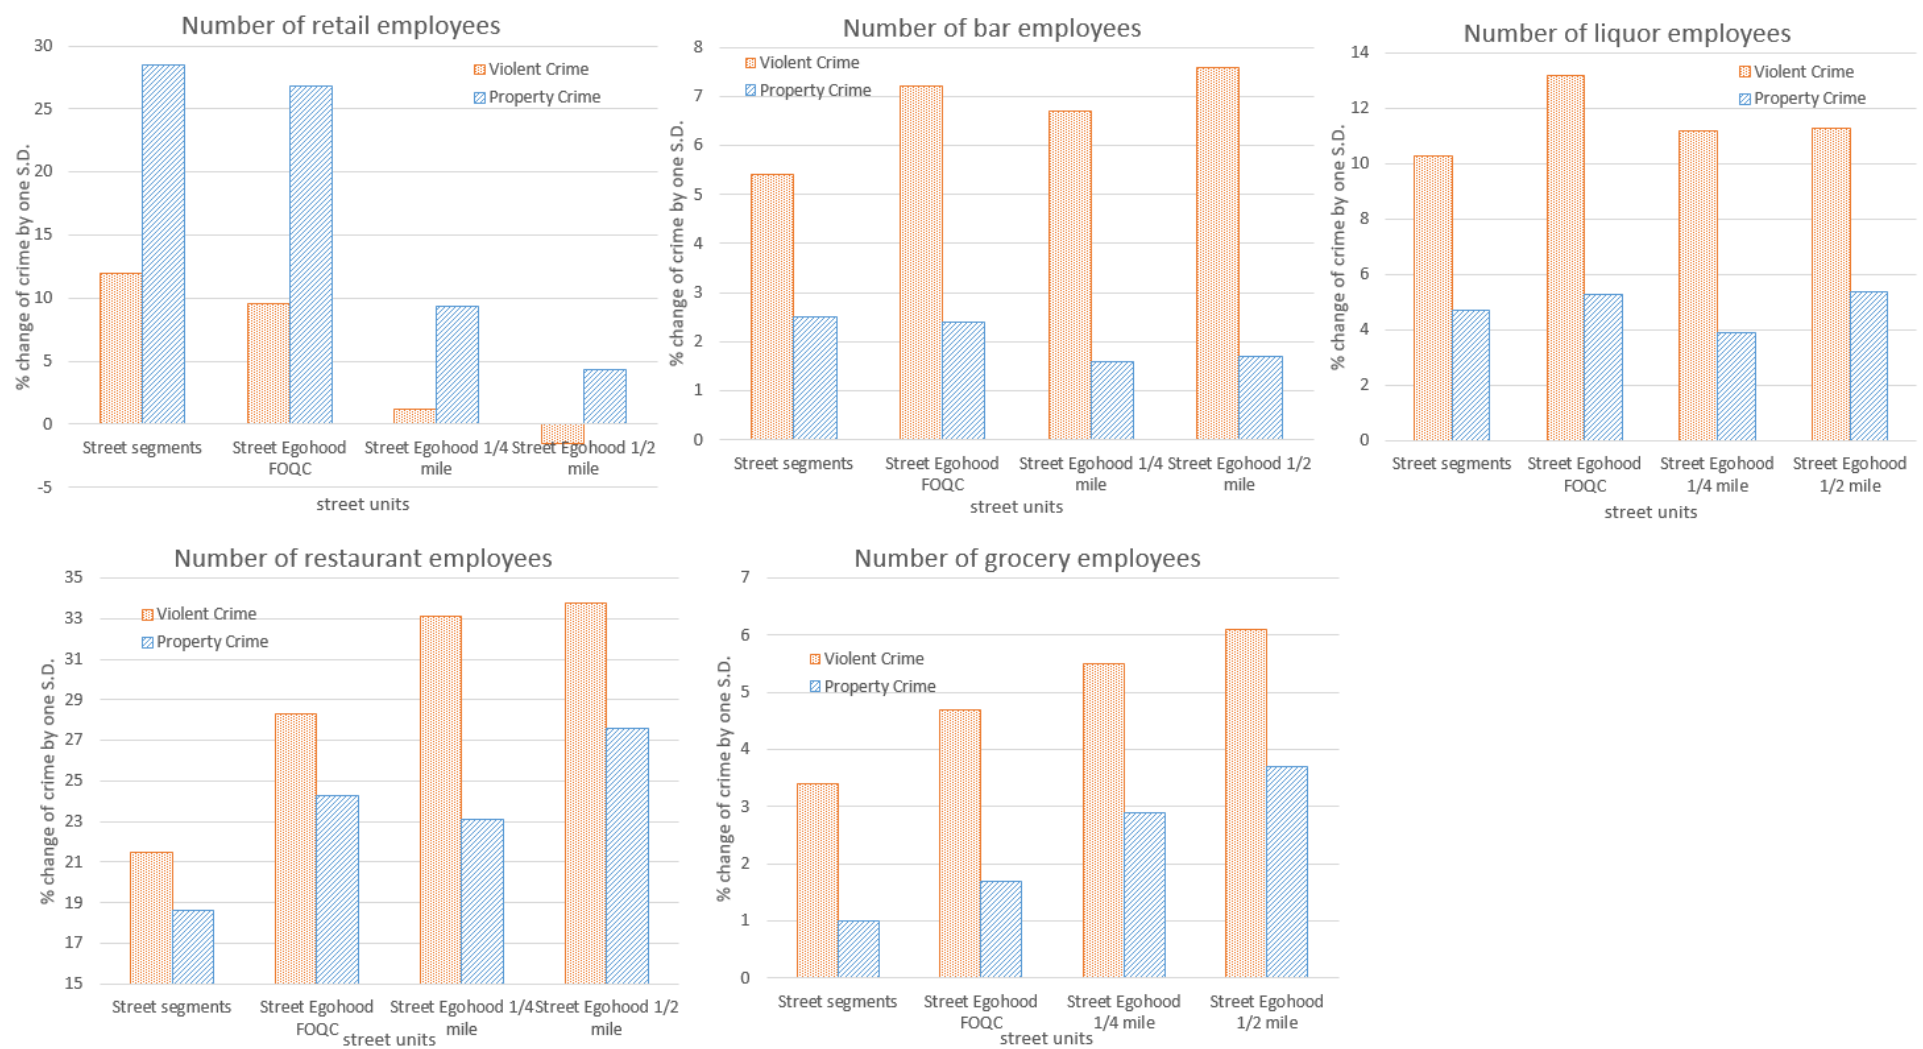 Number of retail employees
30
25
20
15
10
5
0
-5
% change of crime by one S.D.
Violent Crime
Property Crime
Street segments
Street Egohood
FOQC
Street Egohood 1/4
mile
Street Egohood 1/2
mile
street units
Number of bar employees
8
7
6
5
4
3
2
1
0
% change of crime by one S.D.
Violent Crime
Property Crime
Street segments
Street Egohood
FOQC
Street Egohood 1/4
mile
Street Egohood 1/2
mile
street units
Number of liquor employees
14
12
10
8
6
4
2
0
% change of crime by one S.D.
Violent Crime
Property Crime
Street segments
Street Egohood
FOQC
Street Egohood
1/4 mile
Street Egohood
1/2 mile
street units
Number of restaurant employees
35
33
31
29
27
25
23
21
19
17
15
% change of crime by one S.D.
Violent Crime
Property Crime
Street segments
Street Egohood
FOQC
Street Egohood 1/4
mile
Street Egohood 1/2
mile
street units
Number of grocery employees
7
6
5
4
3
2
1
0
% change of crime by one S.D.
Violent Crime
Property Crime
Street segments
Street Egohood
FOQC
Street Egohood
1/4 mile
Street Egohood
1/2 mile
street units